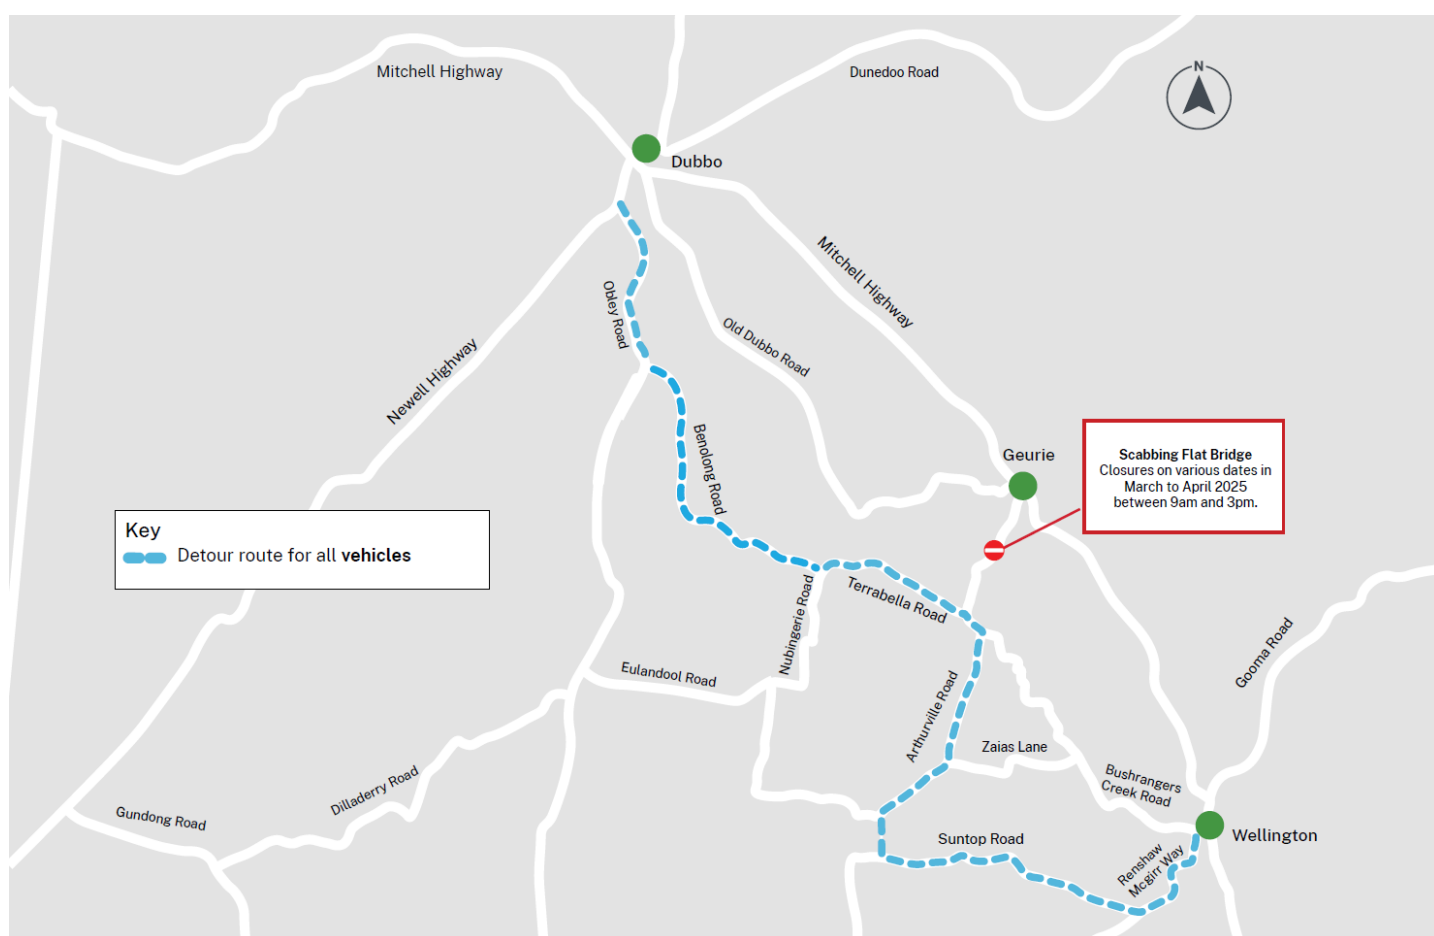 Mitchell Highway
Dunedoo Road
N
Dubbo
Mitchell Highway
Obley Road
Old Dubbo Road
Newell Highway
Benolong Road
Geurie
Scabbing Flat Bridge
Closures on various dates in
March to April 2025
between 9am and 3pm.
Key
Detour route for all vehicles
Terrabella Road
Nubingerie Road
Gooma Road
Eulandool Road
Arthurville Road
Zaias Lane
Bushrangers
Creek Road
Dilladerry Road
Gundong Road
Suntop Road
Wellington
Renshaw
Mcgirr Way